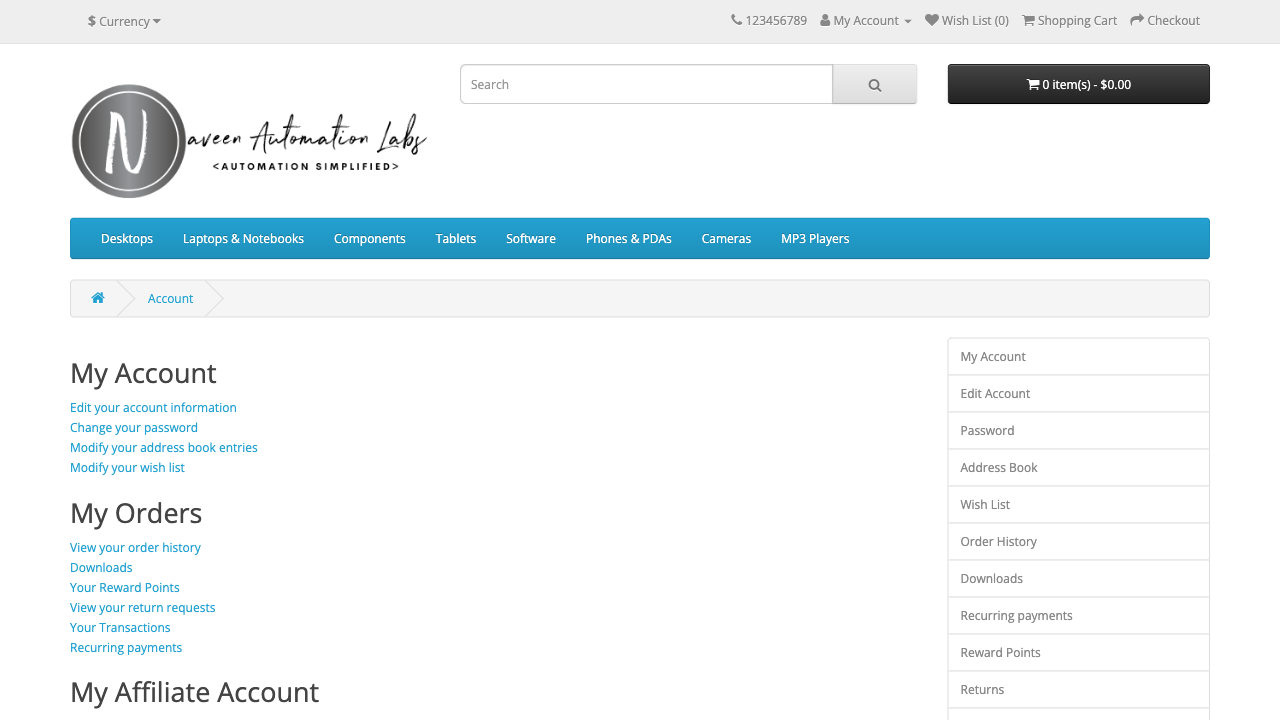 $ Currency
123456789 My Account Wish List (0) Shopping Cart Checkout
Search
0 item(s) - $0.00
N
aveen Automation Labs
<AUTOMATION SIMPLIFIED>
Desktops Laptops & Notebooks Components Tablets Software Phones & PDAs Cameras MP3 Players
Account
My Account
Edit your account information
Change your password
Modify your address book entries
Modify your wish list
My Orders
View your order history
Downloads
Your Reward Points
View your return requests
Your Transactions
Recurring payments
My Affiliate Account
My Account
Edit Account
Password
Address Book
Wish List
Order History
Downloads
Recurring payments
Reward Points
Returns